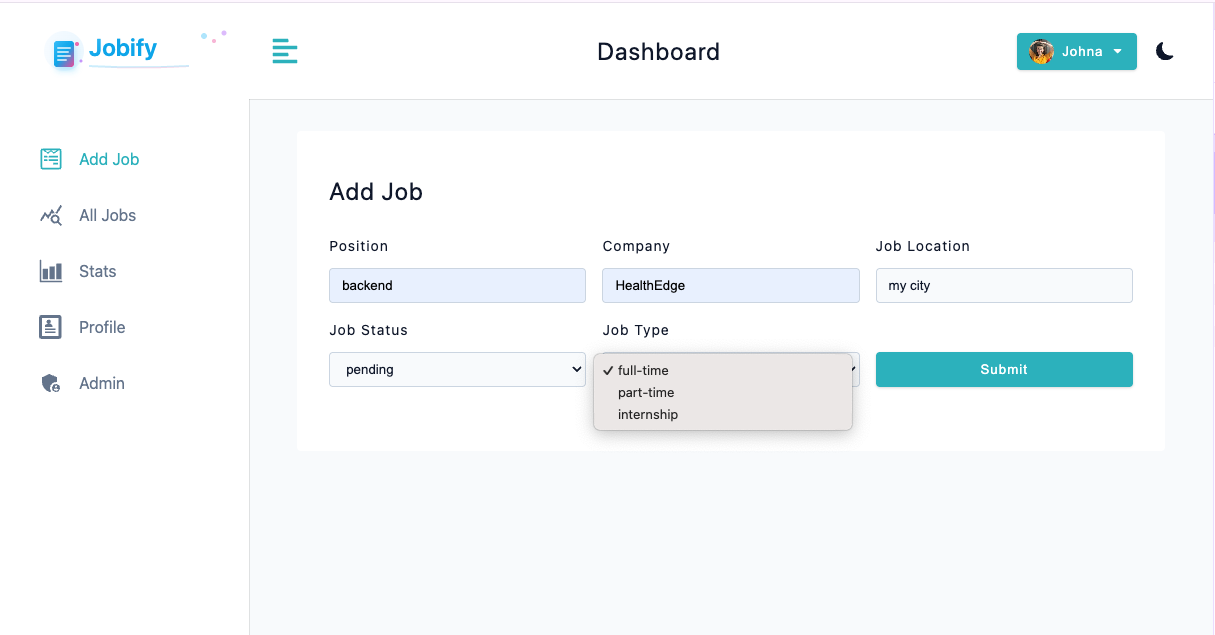 Jobify
Dashboard
Johna
Add Job
All Jobs
Stats
Profile
Admin
Add Job
Position
Company
Job Location
backend
HealthEdge
my city
Job Status
Job Type
pending
full-time
part-time
internship
Submit